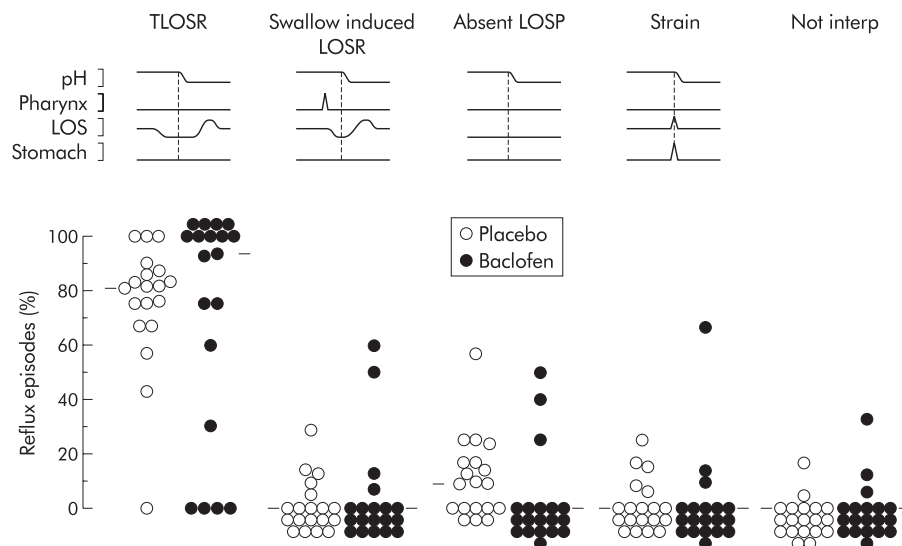 TLOSR
Swallow induced
LOSR
Absent LOSP
Strain
Not interp
pH
Pharynx
LOS
Stomach
Placebo
Baclofen
Reflux episodes (%)
100
80
60
40
20
0